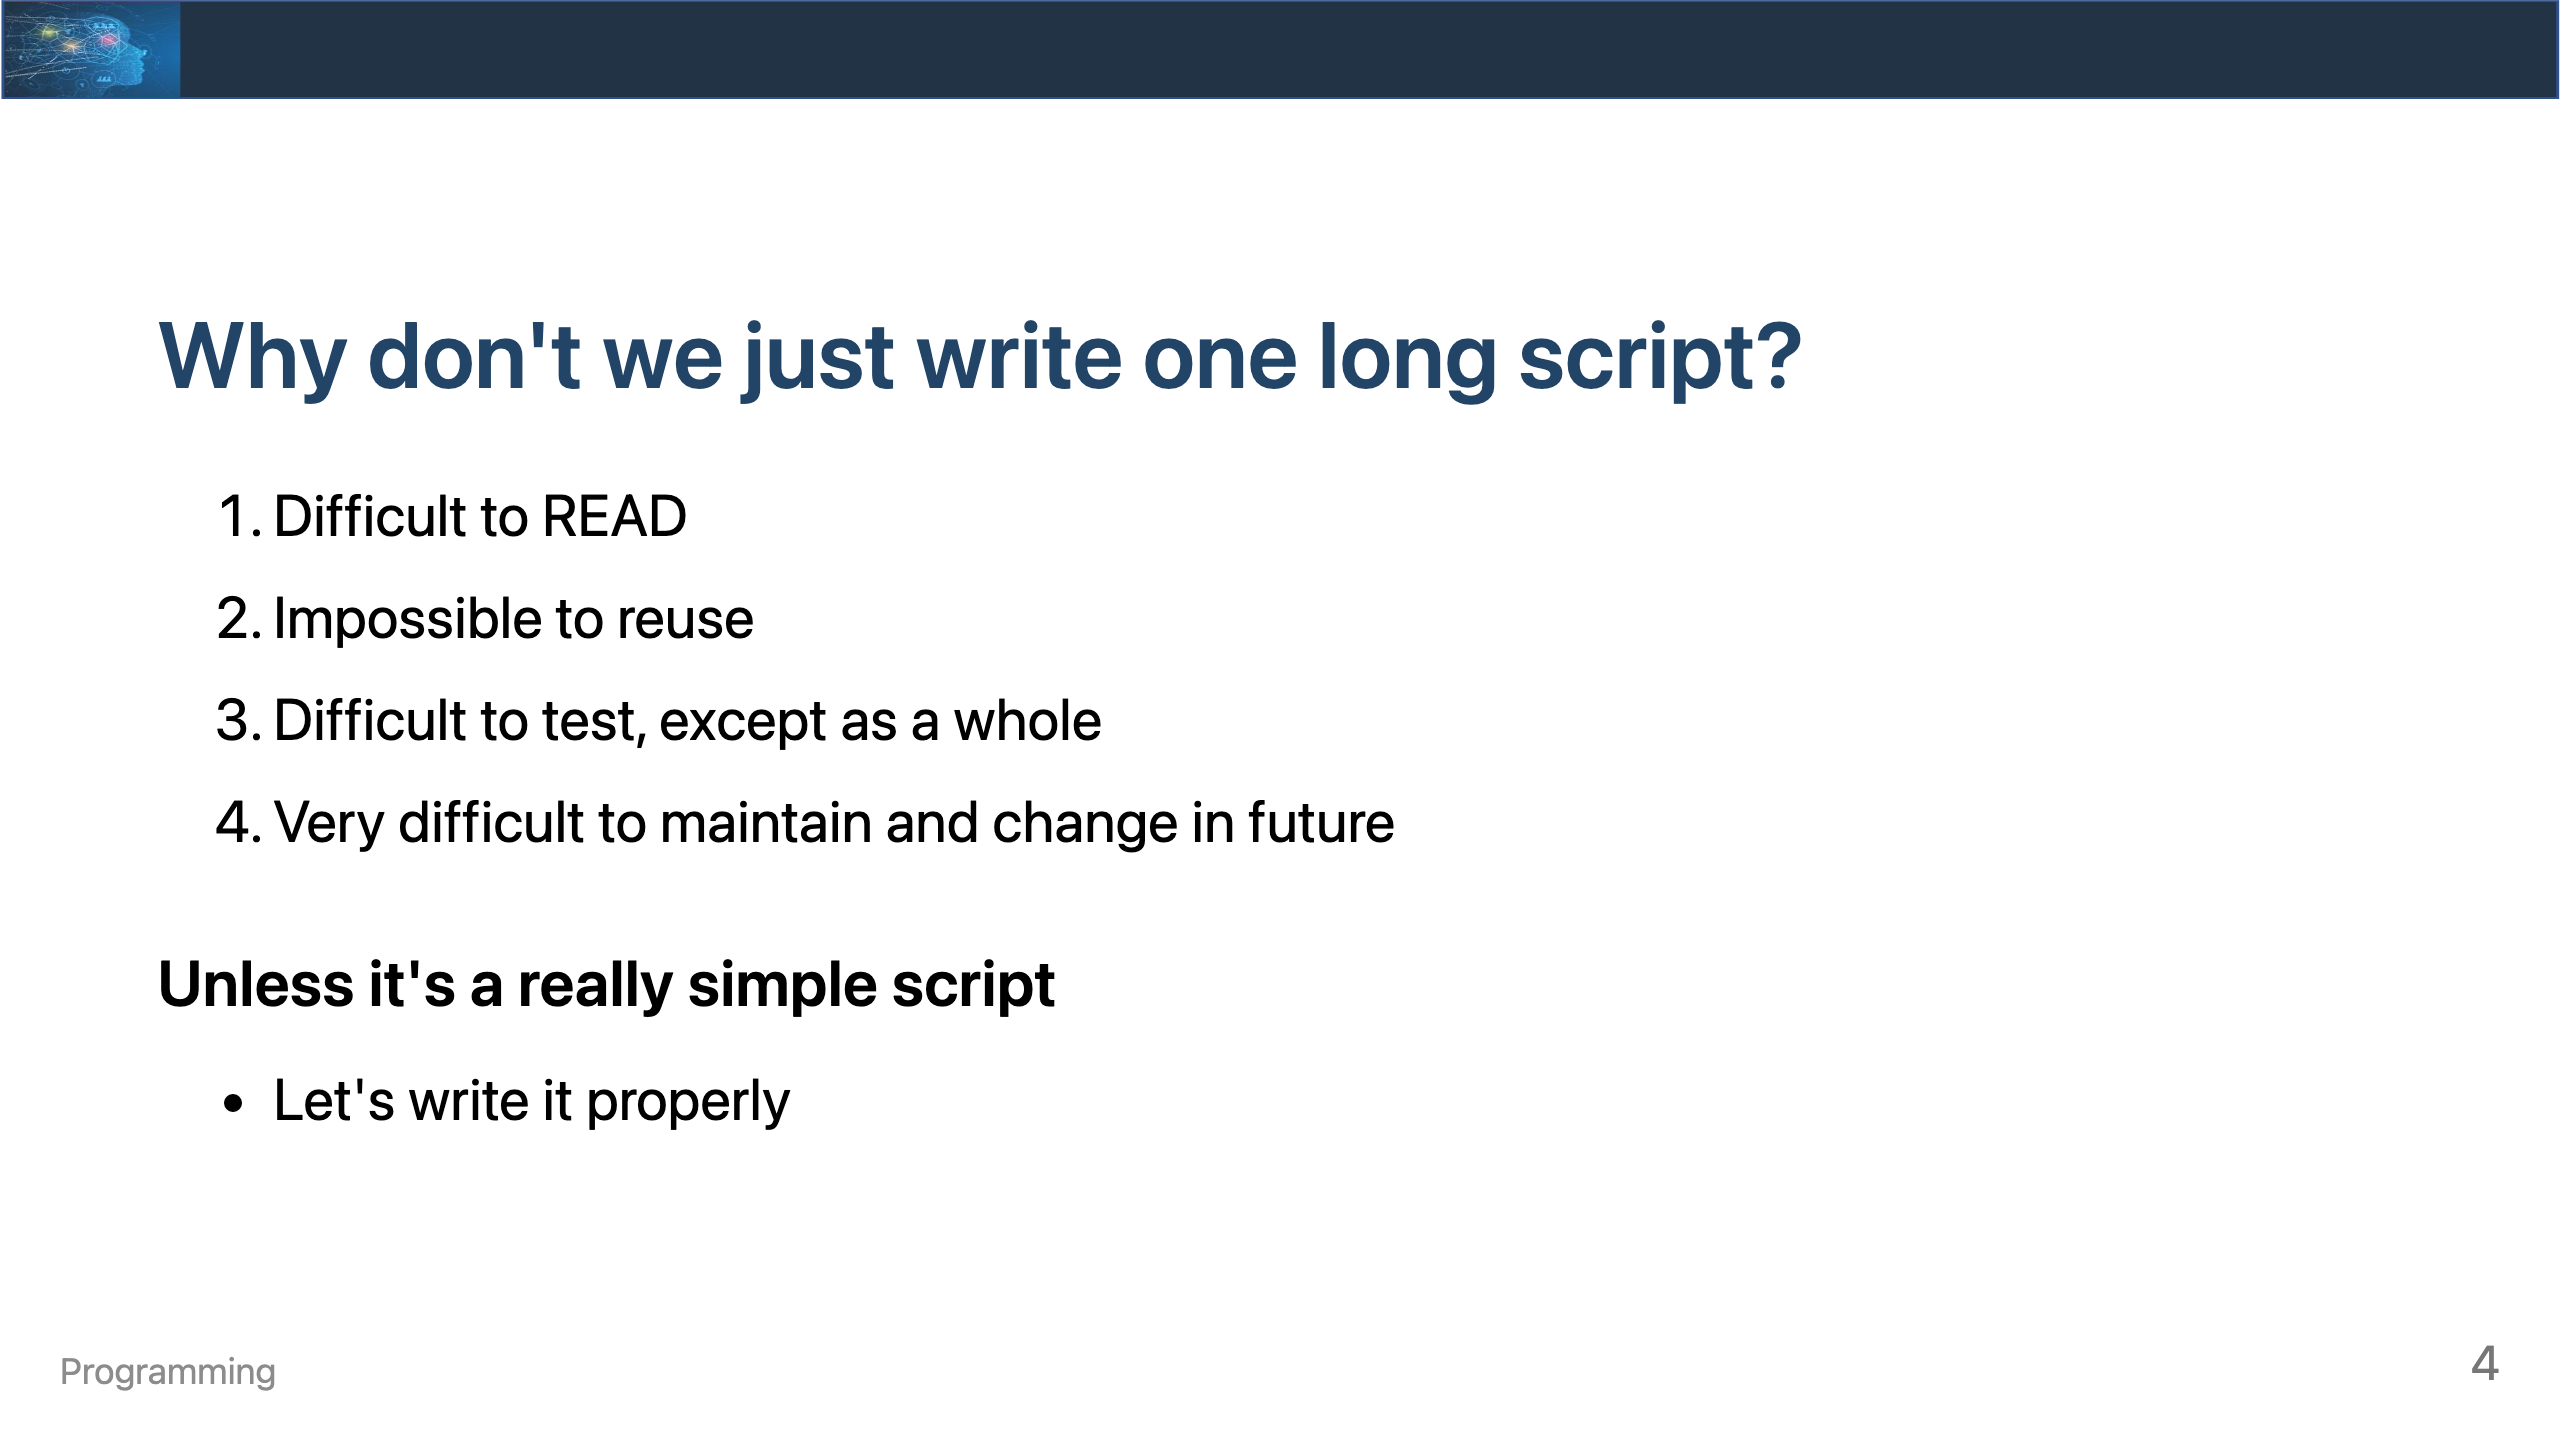 Why don't we just write one long script?
1. Difficult to READ
2. Impossible to reuse
3. Difficult to test, except as a whole
4. Very difficult to maintain and change in future
Unless it's a really simple script
• Let's write it properly
Programming
4